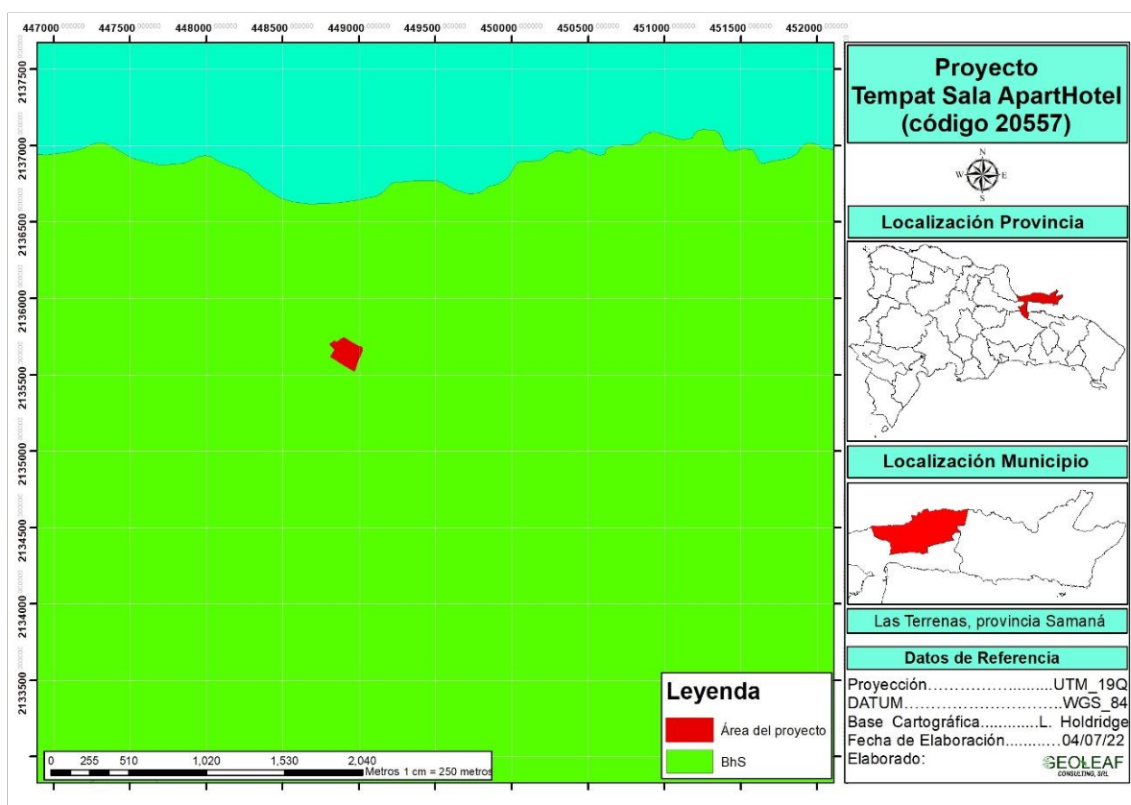 447000 447500 448000 448500 449000 449500 450000 450500 451000 451500 452000
2137500
2137000
2136500
2136000
2135500
2135000
2134500
2134000
2133500
Leyenda
Área del proyecto
BhS
0 255 510 1,020 1,530 2,040
Metros 1 cm = 250 metros
Proyecto
Tempat Sala ApartHotel
(código 20557)
N
W E
S
Localización Provincia
Localización Municipio
Las Terrenas, provincia Samaná
Datos de Referencia
Proyección.......................UTM_19Q
DATUM..............................WGS_84
Base Cartográfica............L. Holdridge
Fecha de Elaboración...........04/07/22
Elaborado:
GEOLEAF
CONSULTING, SRL